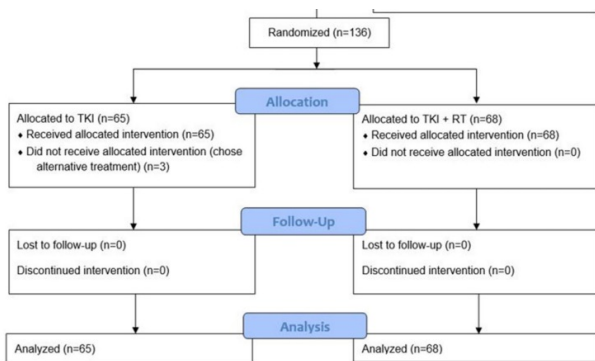 Randomized (n=136)
Allocation
Allocated to TKI (n=65)
♦ Received allocated intervention (n=65)
♦ Did not receive allocated intervention (chose
alternative treatment) (n=3)
Allocated to TKI + RT (n=68)
♦ Received allocated intervention (n=68)
♦ Did not receive allocated intervention (n=0)
Follow-Up
Lost to follow-up (n=0)
Discontinued intervention (n=0)
Lost to follow-up (n=0)
Discontinued intervention (n=0)
Analysis
Analyzed (n=65)
Analyzed (n=68)